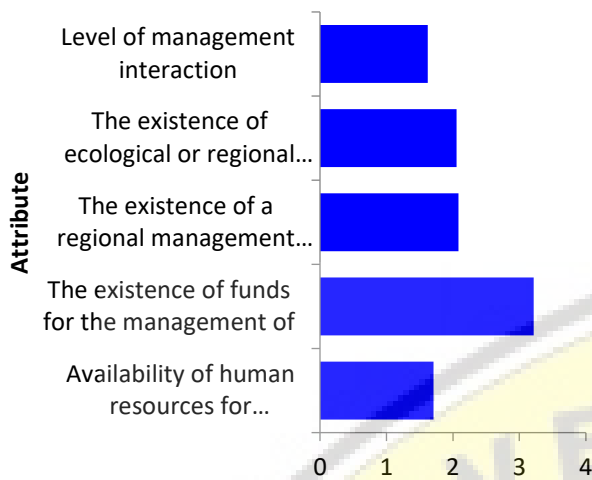 Level of management
interaction
The existence of
ecological or regional...
The existence of a
regional management...
The existence of funds
for the management of
Availability of human
resources for...
Attribute
0 1 2 3 4